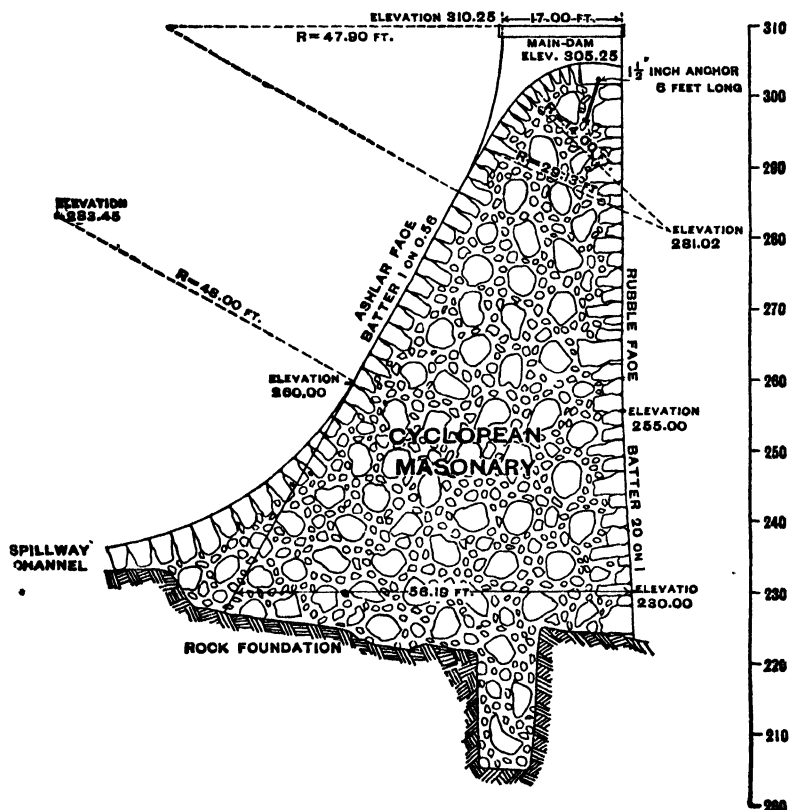 ELEVATION 310.25
17.00 FT.
310
R=47.90 FT.
MAIN-DAM
ELEV. 305.25
1 1/2" INCH ANCHOR
6 FEET LONG
300
290
ELEVATION
283.45
ELEVATION
281.02
280
ASHLAR FACE
BATTER 1 ON 0.56
R=48.00 FT.
RUBBLE FACE
270
ELEVATION
260.00
260
ELEVATION
255.00
CYCLOPEAN
MASONARY
250
BATTER 20 ON 1
240
SPILLWAY
CHANNEL
56.19 FT.
ELEVATIO
230.00
230
ROCK FOUNDATION
220
210
200